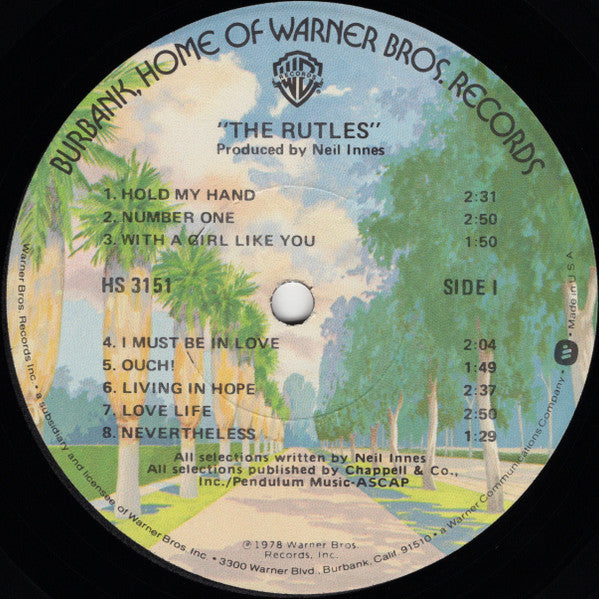 BURBANK, HOME OF WARNER BROS. RECORDS
WB
RECORDS
"THE RUTLES"
Produced by Neil Innes
1. HOLD MY HAND 2:31
2. NUMBER ONE 2:50
3. WITH A GIRL LIKE YOU 1:50
HS 3151 SIDE I
4. I MUST BE IN LOVE 2:04
5. OUCH! 1:49
6. LIVING IN HOPE 2:37
7. LOVE LIFE 2:50
8. NEVERTHELESS 1:29
All selections written by Neil Innes
All selections published by Chappell & Co.,
Inc./Pendulum Music-ASCAP
℗1978 Warner Bros.
Records, Inc.
Warner Bros. Records Inc. • a subsidiary and licensee of Warner Bros. Inc. • 3300 Warner Blvd., Burbank, Calif. 91510 • a Warner Communications Company. • Made in U S A